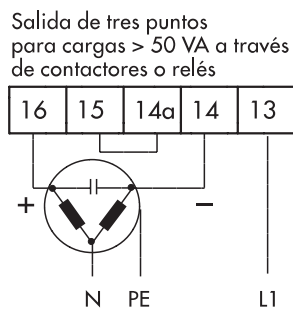 Salida de tres puntos
para cargas > 50 VA a través
de contactores o relés
16 15 14a 14 13
+ −
N PE L1